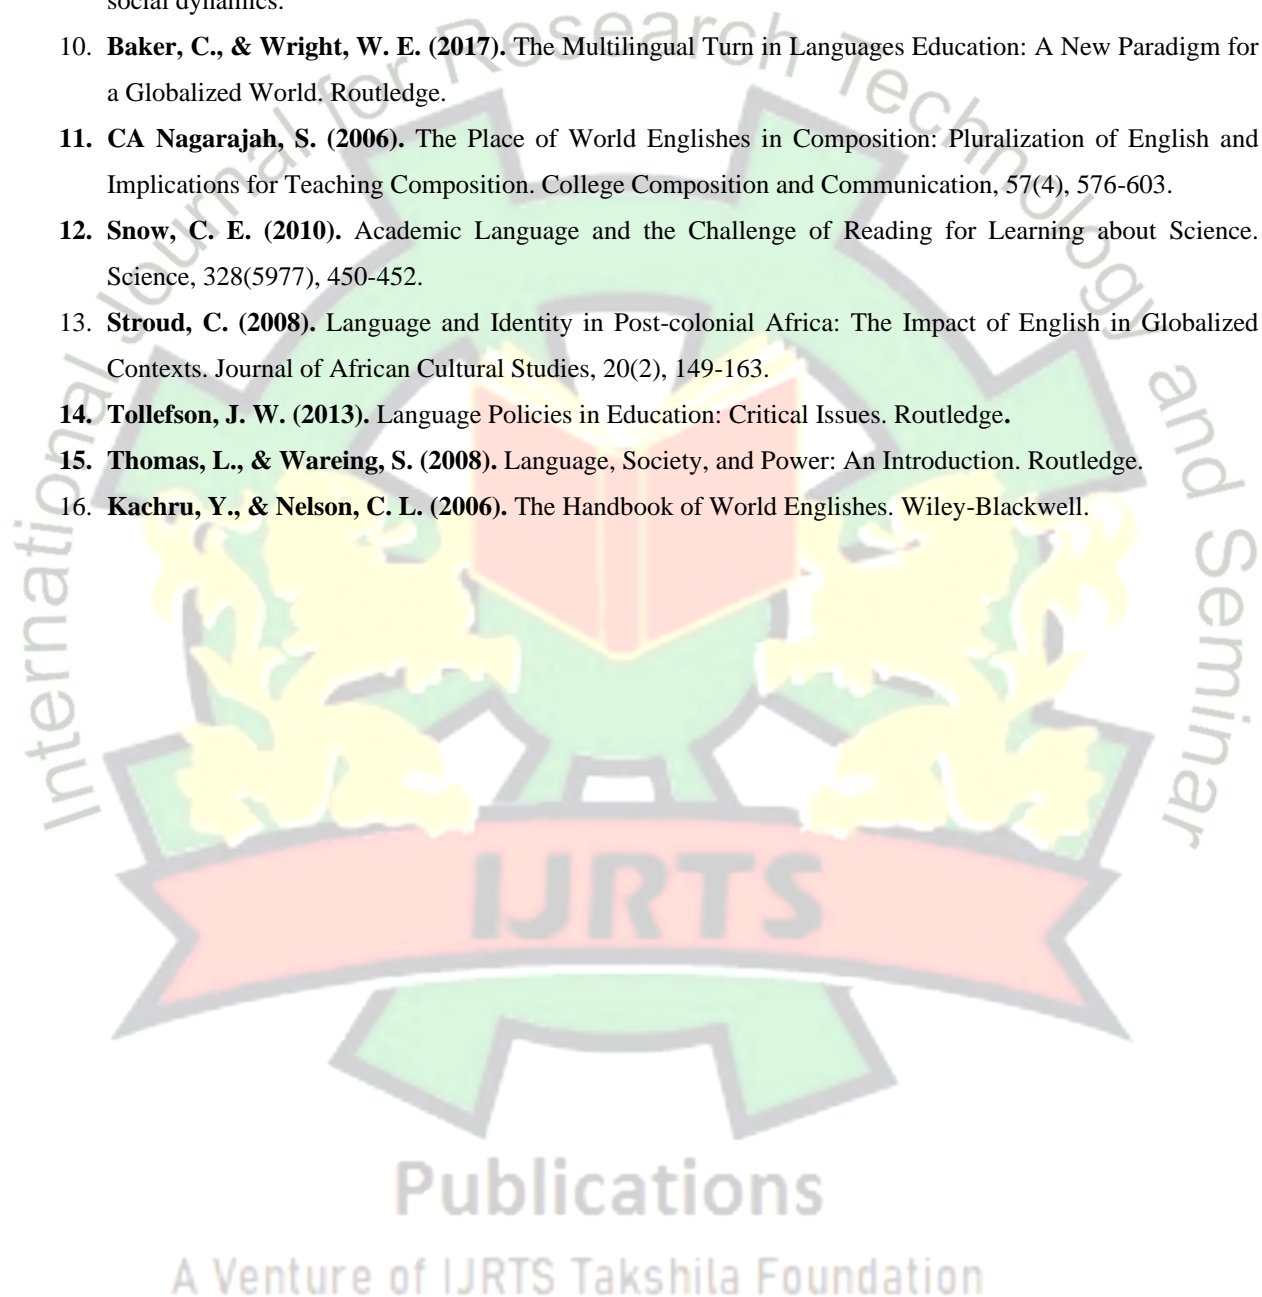 social dynamics.
10. Baker, C., & Wright, W. E. (2017). The Multilingual Turn in Languages Education: A New Paradigm for
a Globalized World. Routledge.
11. CA Nagarajah, S. (2006). The Place of World Englishes in Composition: Pluralization of English and
Implications for Teaching Composition. College Composition and Communication, 57(4), 576-603.
12. Snow, C. E. (2010). Academic Language and the Challenge of Reading for Learning about Science.
Science, 328(5977), 450-452.
13. Stroud, C. (2008). Language and Identity in Post-colonial Africa: The Impact of English in Globalized
Contexts. Journal of African Cultural Studies, 20(2), 149-163.
14. Tollefson, J. W. (2013). Language Policies in Education: Critical Issues. Routledge.
15. Thomas, L., & Wareing, S. (2008). Language, Society, and Power: An Introduction. Routledge.
16. Kachru, Y., & Nelson, C. L. (2006). The Handbook of World Englishes. Wiley-Blackwell.
International Journal for Research Technology and Seminar
IJRTS
Publications
A Venture of IJRTS Takshila Foundation